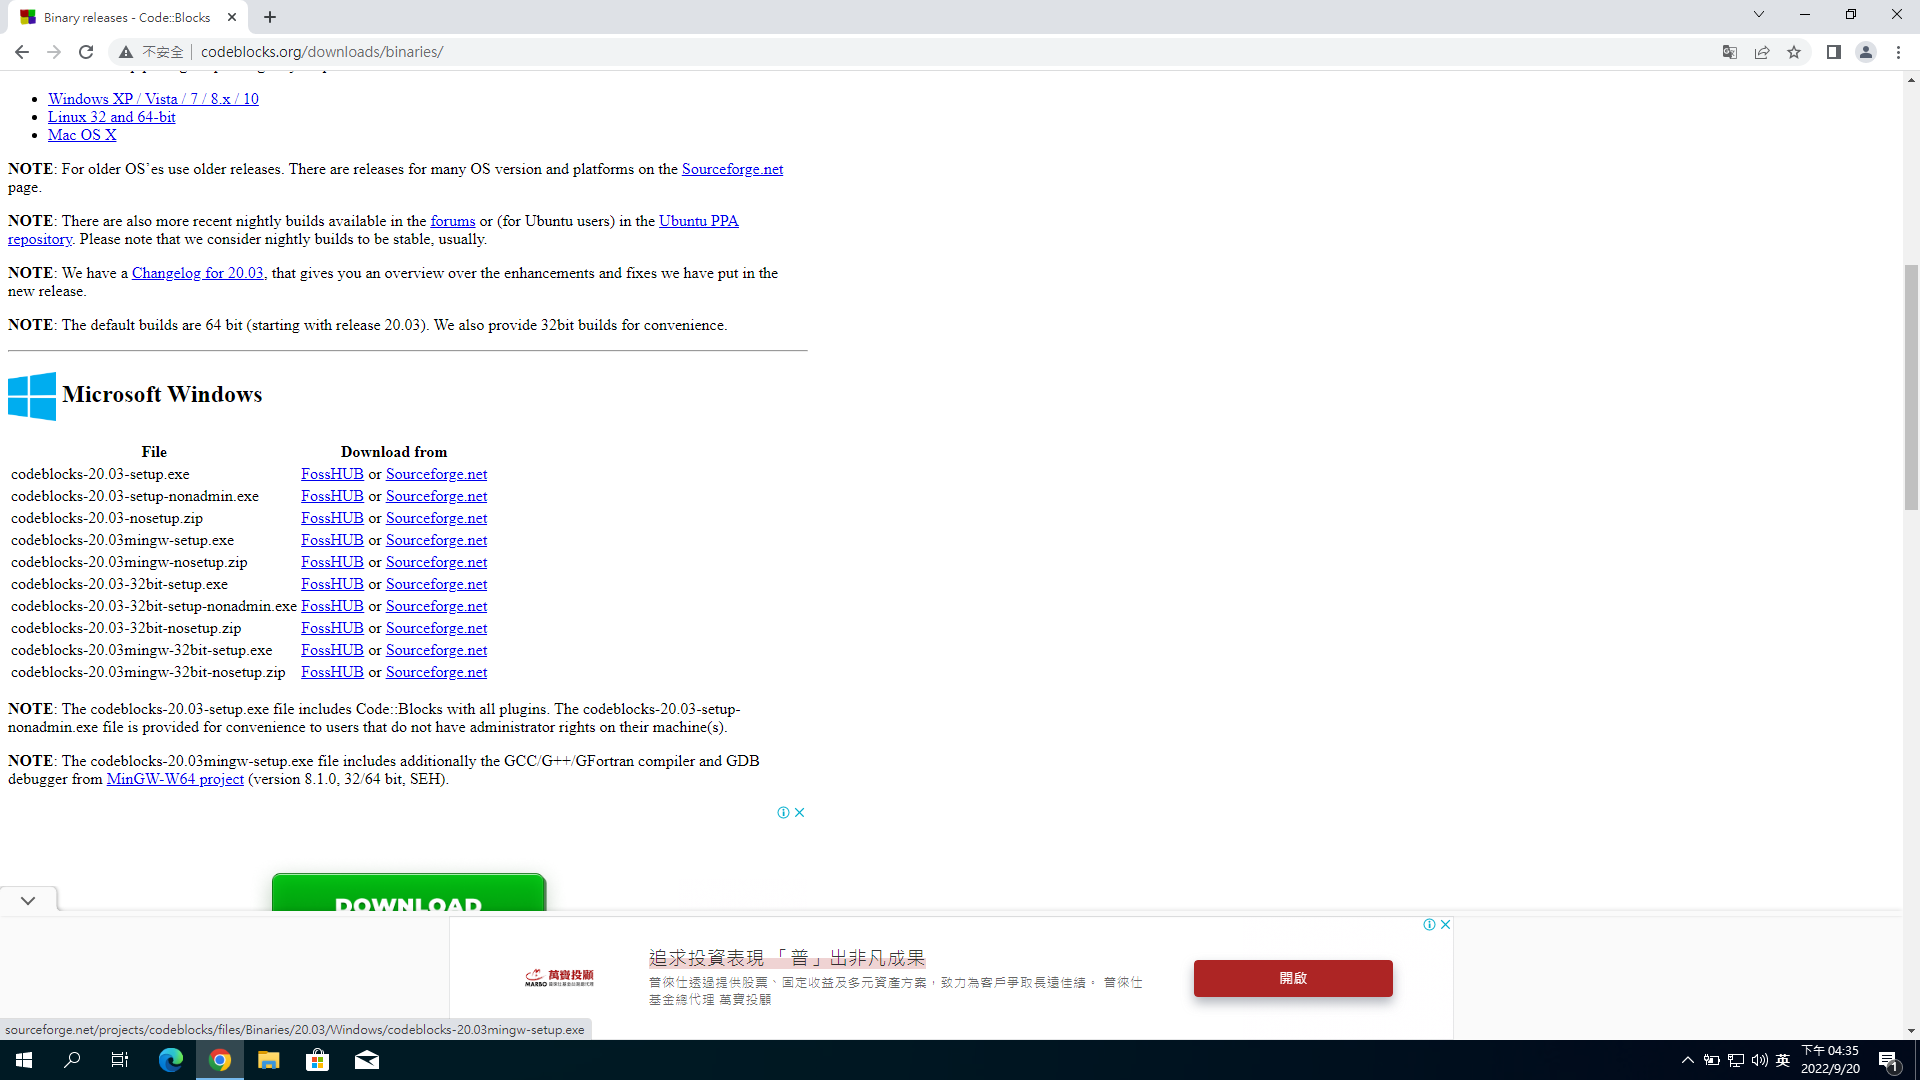 Binary releases - Code::Blocks
不安全
codeblocks.org/downloads/binaries/
Windows XP / Vista / 7 / 8.x / 10
Linux 32 and 64-bit
Mac OS X
NOTE: For older OS’es use older releases. There are releases for many OS version and platforms on the Sourceforge.net
page.
NOTE: There are also more recent nightly builds available in the forums or (for Ubuntu users) in the Ubuntu PPA
repository. Please note that we consider nightly builds to be stable, usually.
NOTE: We have a Changelog for 20.03, that gives you an overview over the enhancements and fixes we have put in the
new release.
NOTE: The default builds are 64 bit (starting with release 20.03). We also provide 32bit builds for convenience.
Microsoft Windows
File Download from
codeblocks-20.03-setup.exe FossHUB or Sourceforge.net
codeblocks-20.03-setup-nonadmin.exe FossHUB or Sourceforge.net
codeblocks-20.03-nosetup.zip FossHUB or Sourceforge.net
codeblocks-20.03mingw-setup.exe FossHUB or Sourceforge.net
codeblocks-20.03mingw-nosetup.zip FossHUB or Sourceforge.net
codeblocks-20.03-32bit-setup.exe FossHUB or Sourceforge.net
codeblocks-20.03-32bit-setup-nonadmin.exe FossHUB or Sourceforge.net
codeblocks-20.03-32bit-nosetup.zip FossHUB or Sourceforge.net
codeblocks-20.03mingw-32bit-setup.exe FossHUB or Sourceforge.net
codeblocks-20.03mingw-32bit-nosetup.zip FossHUB or Sourceforge.net
NOTE: The codeblocks-20.03-setup.exe file includes Code::Blocks with all plugins. The codeblocks-20.03-setup-
nonadmin.exe file is provided for convenience to users that do not have administrator rights on their machine(s).
NOTE: The codeblocks-20.03mingw-setup.exe file includes additionally the GCC/G++/GFortran compiler and GDB
debugger from MinGW-W64 project (version 8.1.0, 32/64 bit, SEH).
DOWNLOAD
萬寶投顧
MARBO
追求投資表現「普」出非凡成果
普徠仕透過提供股票、固定收益及多元資產方案，致力為客戶爭取長遠佳績。 普徠仕
基金總代理 萬寶投顧
開啟
sourceforge.net/projects/codeblocks/files/Binaries/20.03/Windows/codeblocks-20.03mingw-setup.exe
英
下午 04:35
2022/9/20
1